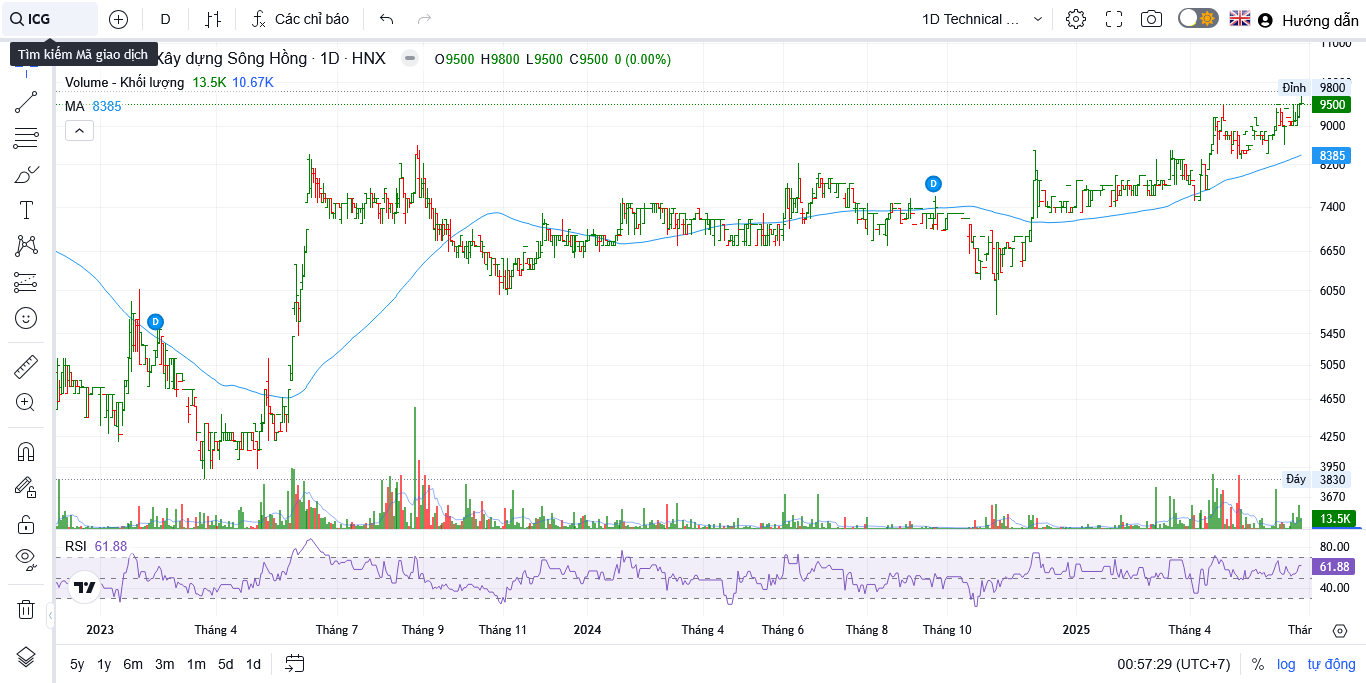 ICG D Các chỉ báo 1D Technical ... Hướng dẫn
Tìm kiếm Mã giao dịch
Xây dựng Sông Hồng · 1D · HNX O9500 H9800 L9500 C9500 0 (0.00%)
Volume - Khối lượng 13.5K 10.67K
MA 8385
11000
Đỉnh 9800
9500
9000
8385
8200
7400
6650
6050
5450
5050
4650
4250
3950
Đáy 3830
3670
13.5K
D
D
RSI 61.88
80.00
61.88
40.00
2023 Tháng 4 Tháng 7 Tháng 9 Tháng 11 2024 Tháng 4 Tháng 6 Tháng 8 Tháng 10 2025 Tháng 4 Thár
5y 1y 6m 3m 1m 5d 1d 00:57:29 (UTC+7) % log tự động